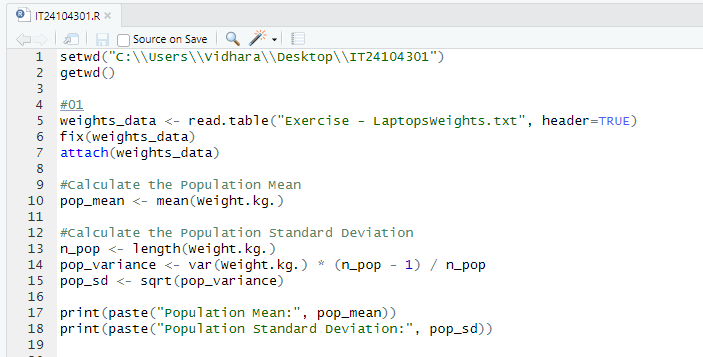 IT24104301.R
Source on Save
1 setwd("C:\\Users\\Vidhara\\Desktop\\IT24104301")
2 getwd()
3
4 #01
5 weights_data <- read.table("Exercise - LaptopsWeights.txt", header=TRUE)
6 fix(weights_data)
7 attach(weights_data)
8
9 #Calculate the Population Mean
10 pop_mean <- mean(Weight.kg.)
11
12 #Calculate the Population Standard Deviation
13 n_pop <- length(Weight.kg.)
14 pop_variance <- var(Weight.kg.) * (n_pop - 1) / n_pop
15 pop_sd <- sqrt(pop_variance)
16
17 print(paste("Population Mean:", pop_mean))
18 print(paste("Population Standard Deviation:", pop_sd))
19